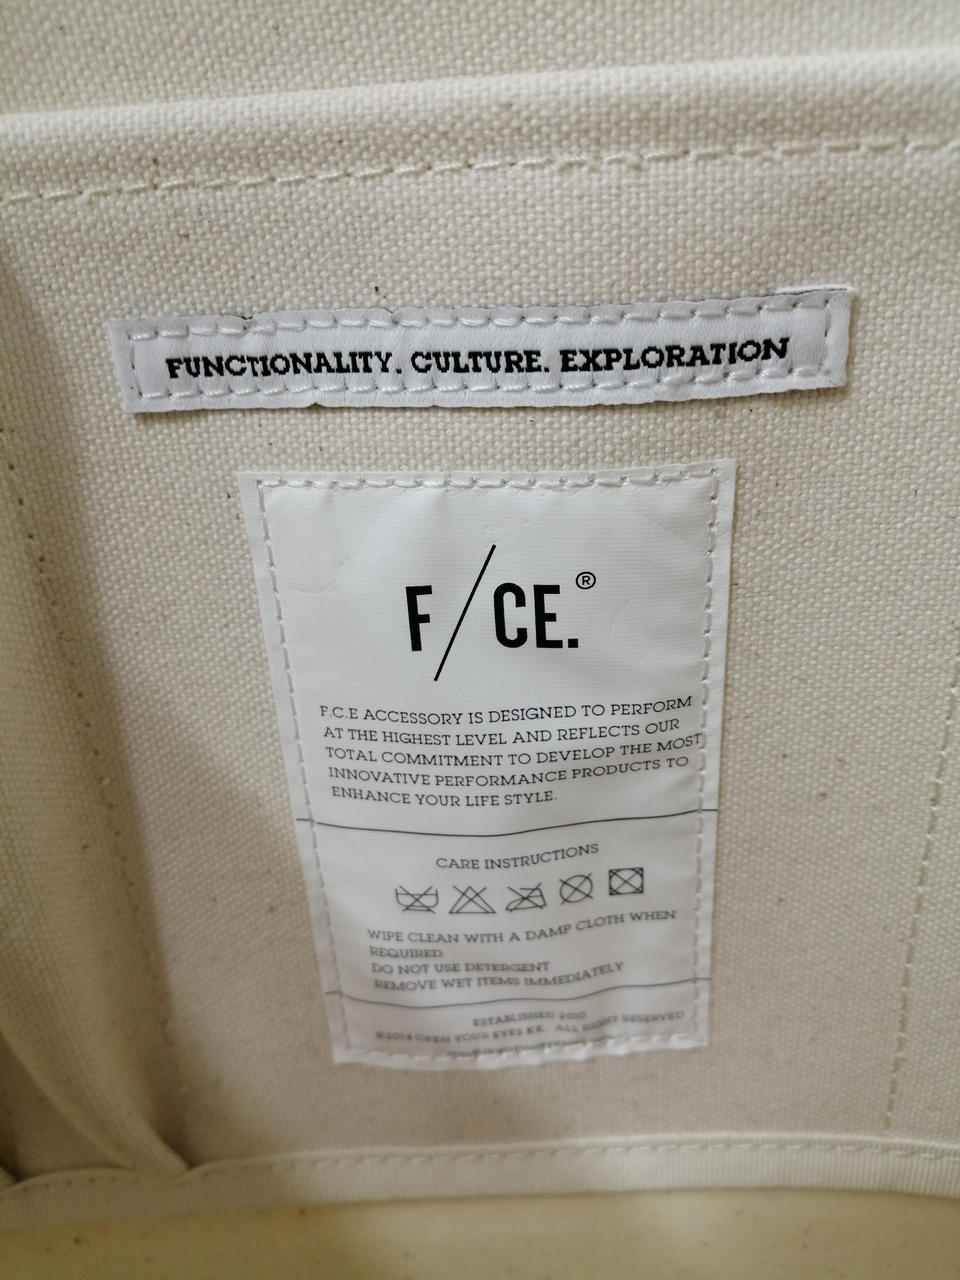 FUNCTIONALITY. CULTURE. EXPLORATION
F/CE.®
F.C.E ACCESSORY IS DESIGNED TO PERFORM
AT THE HIGHEST LEVEL AND REFLECTS OUR
TOTAL COMMITMENT TO DEVELOP THE MOST
INNOVATIVE PERFORMANCE PRODUCTS TO
ENHANCE YOUR LIFE STYLE.
CARE INSTRUCTIONS
WIPE CLEAN WITH A DAMP CLOTH WHEN
REQUIRED
DO NOT USE DETERGENT
REMOVE WET ITEMS IMMEDIATELY
ESTABLISHED 2010
©2014 OPEN YOUR EYES K.K. ALL RIGHT RESERVED